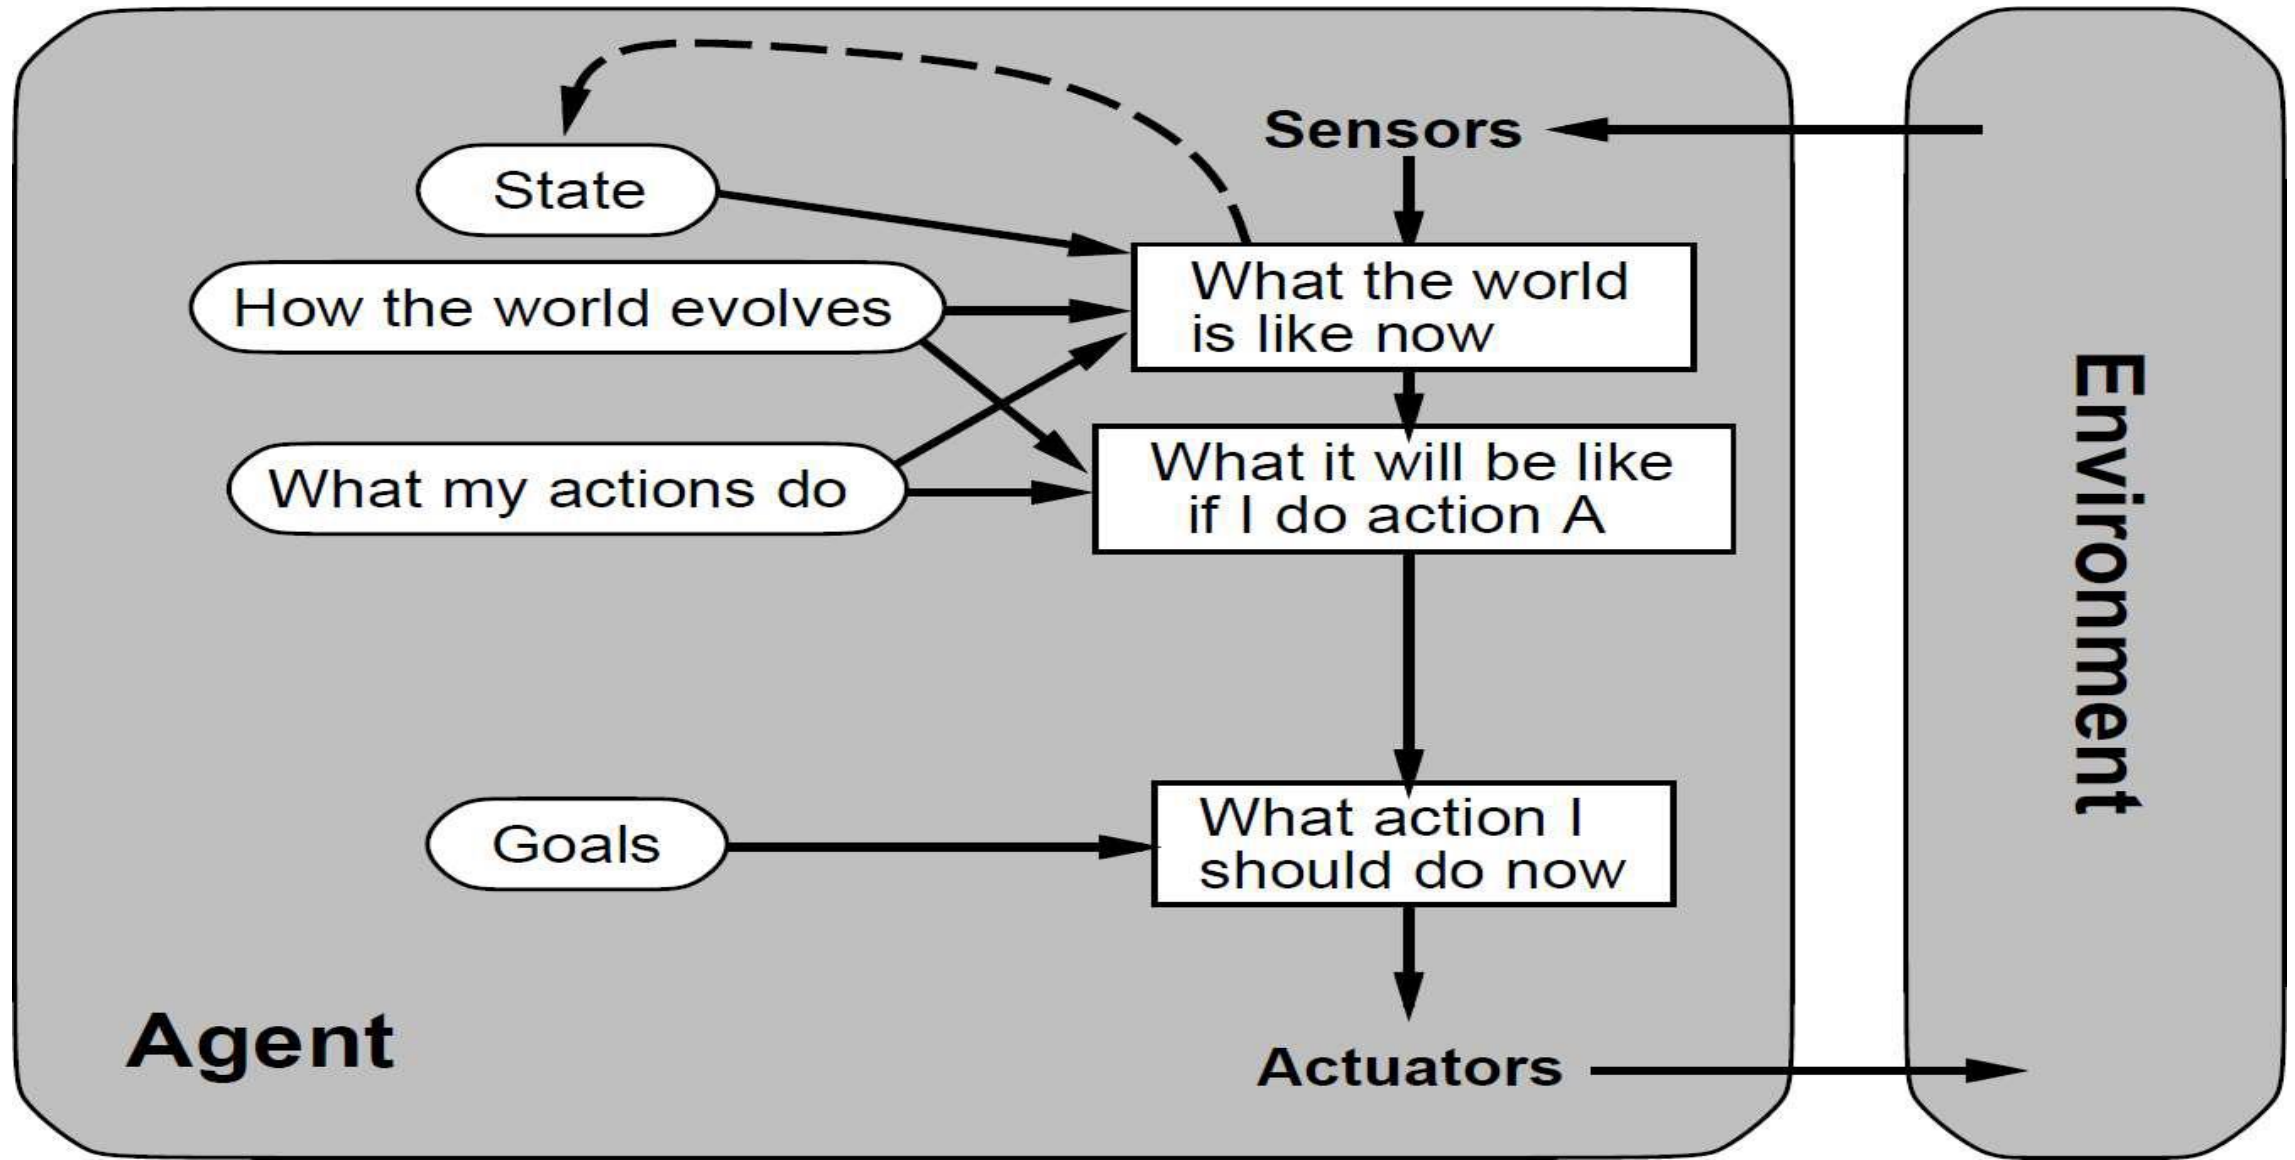 Sensors
State
What the world
is like now
How the world evolves
What it will be like
if I do action A
What my actions do
What action I
should do now
Goals
Agent
Actuators
Environment